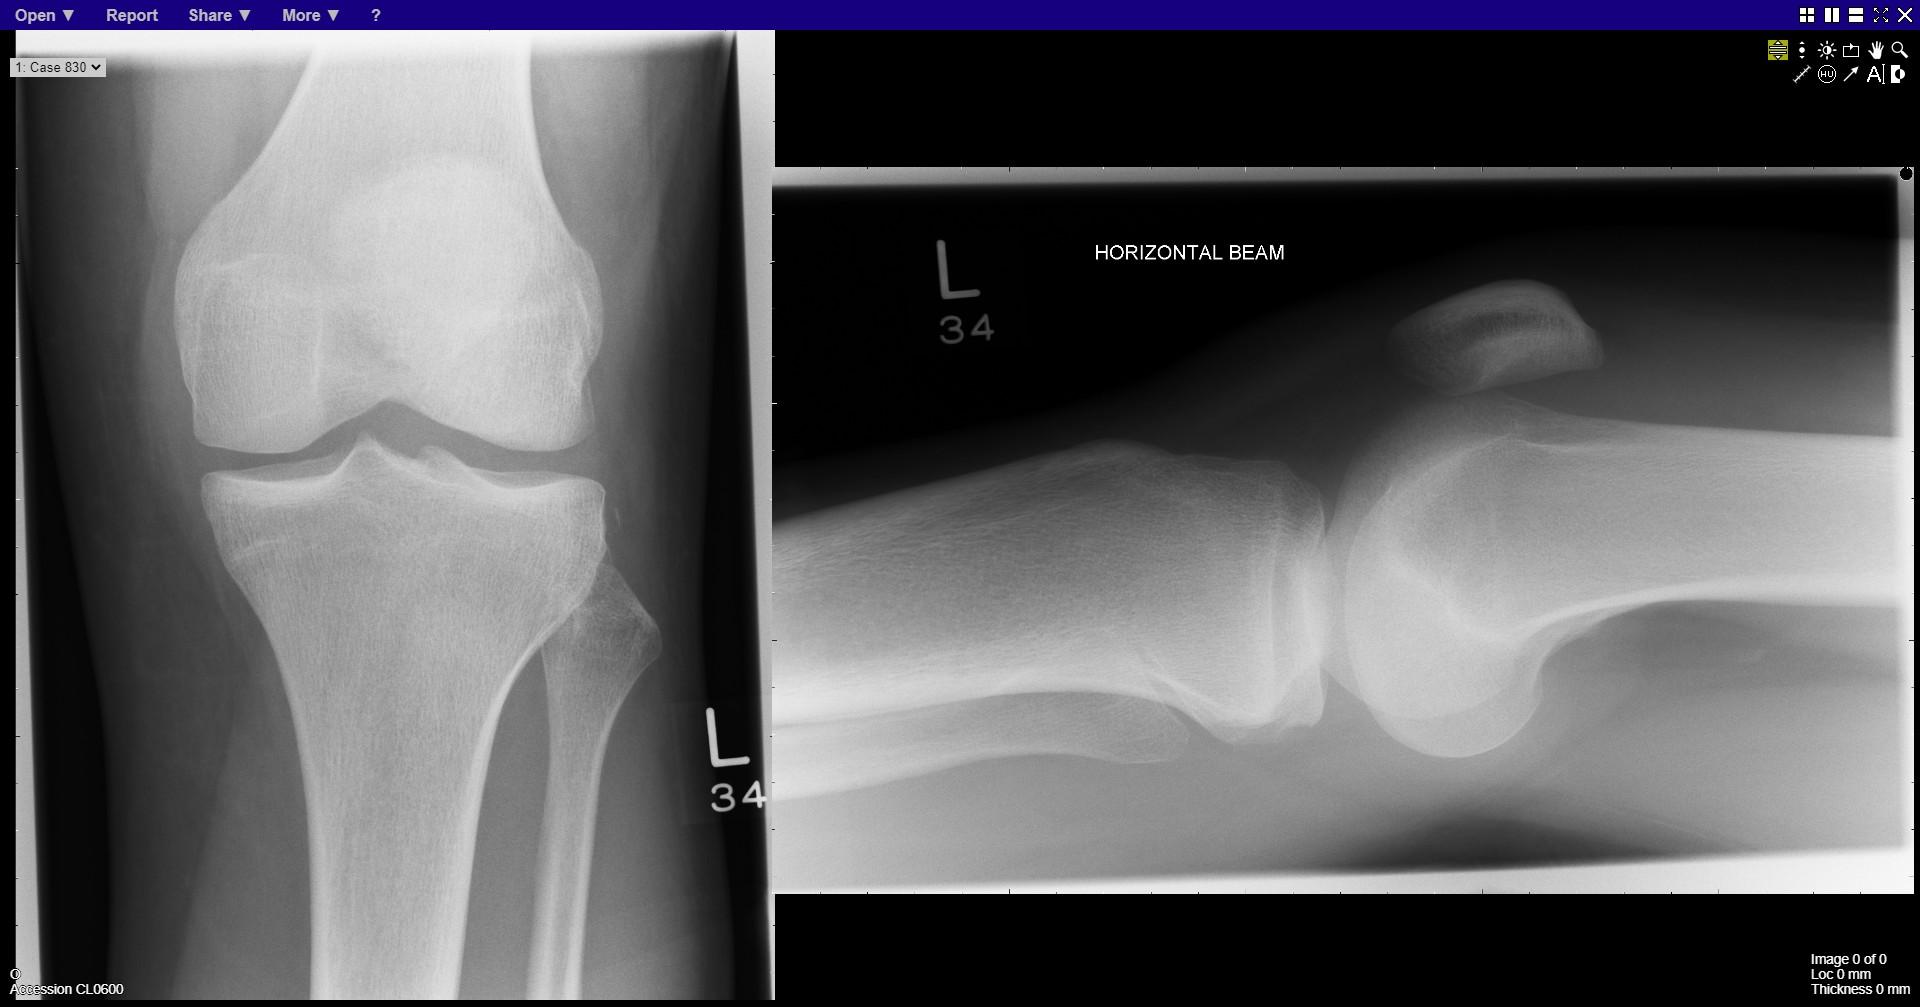 Open ▼ Report Share ▼ More ▼ ?
1: Case 830
L
34
HORIZONTAL BEAM
L
34
HU
A
O
Accession CL0600
Image 0 of 0
Loc 0 mm
Thickness 0 mm